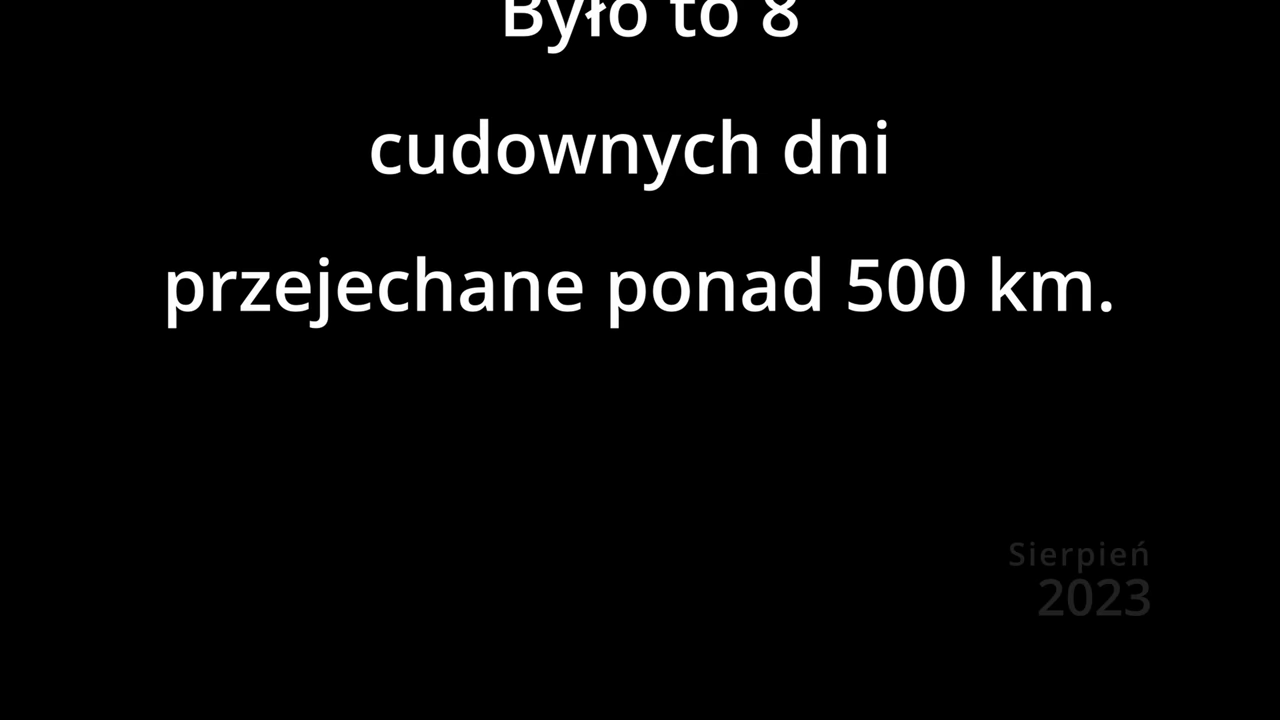 Było to 8
cudownych dni
przejechane ponad 500 km.
Sierpień
2023